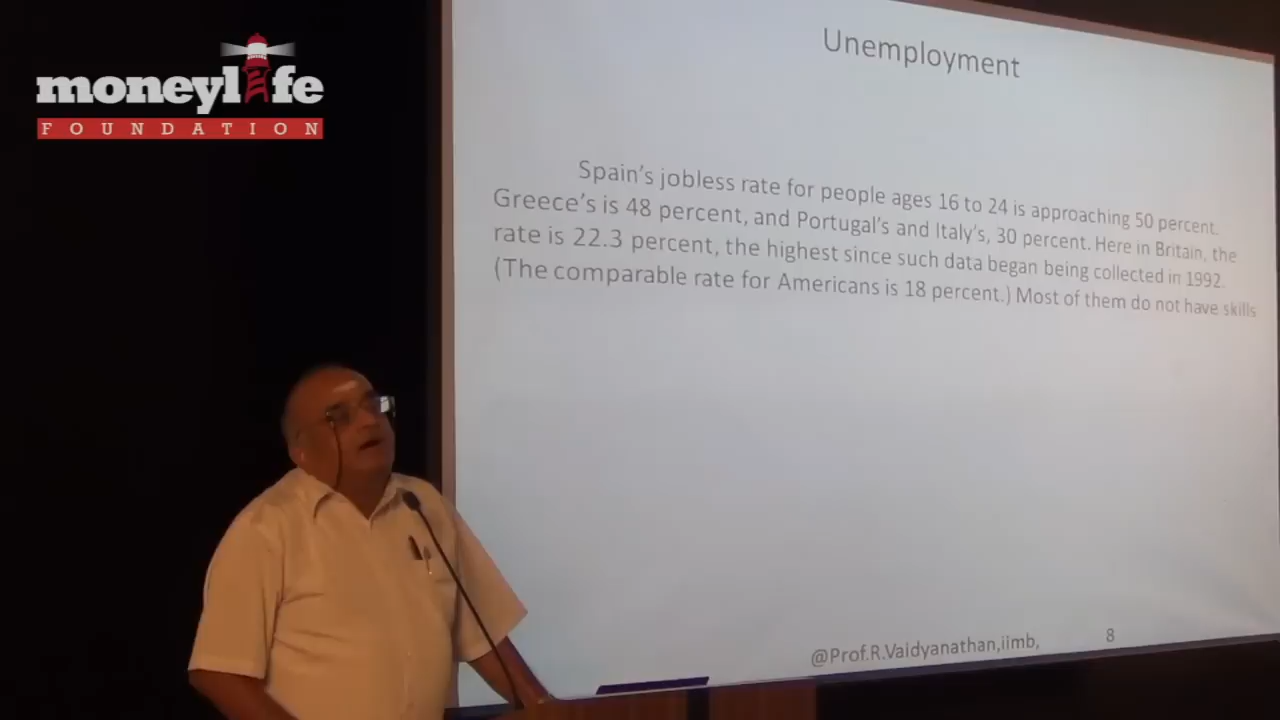 moneylife
FOUNDATION
Unemployment
Spain's jobless rate for people ages 16 to 24 is approaching 50 percent.
Greece's is 48 percent, and Portugal's and Italy's, 30 percent. Here in Britain, the
rate is 22.3 percent, the highest since such data began being collected in 1992.
(The comparable rate for Americans is 18 percent.) Most of them do not have skills
@Prof.R.Vaidyanathan,iimb,
8